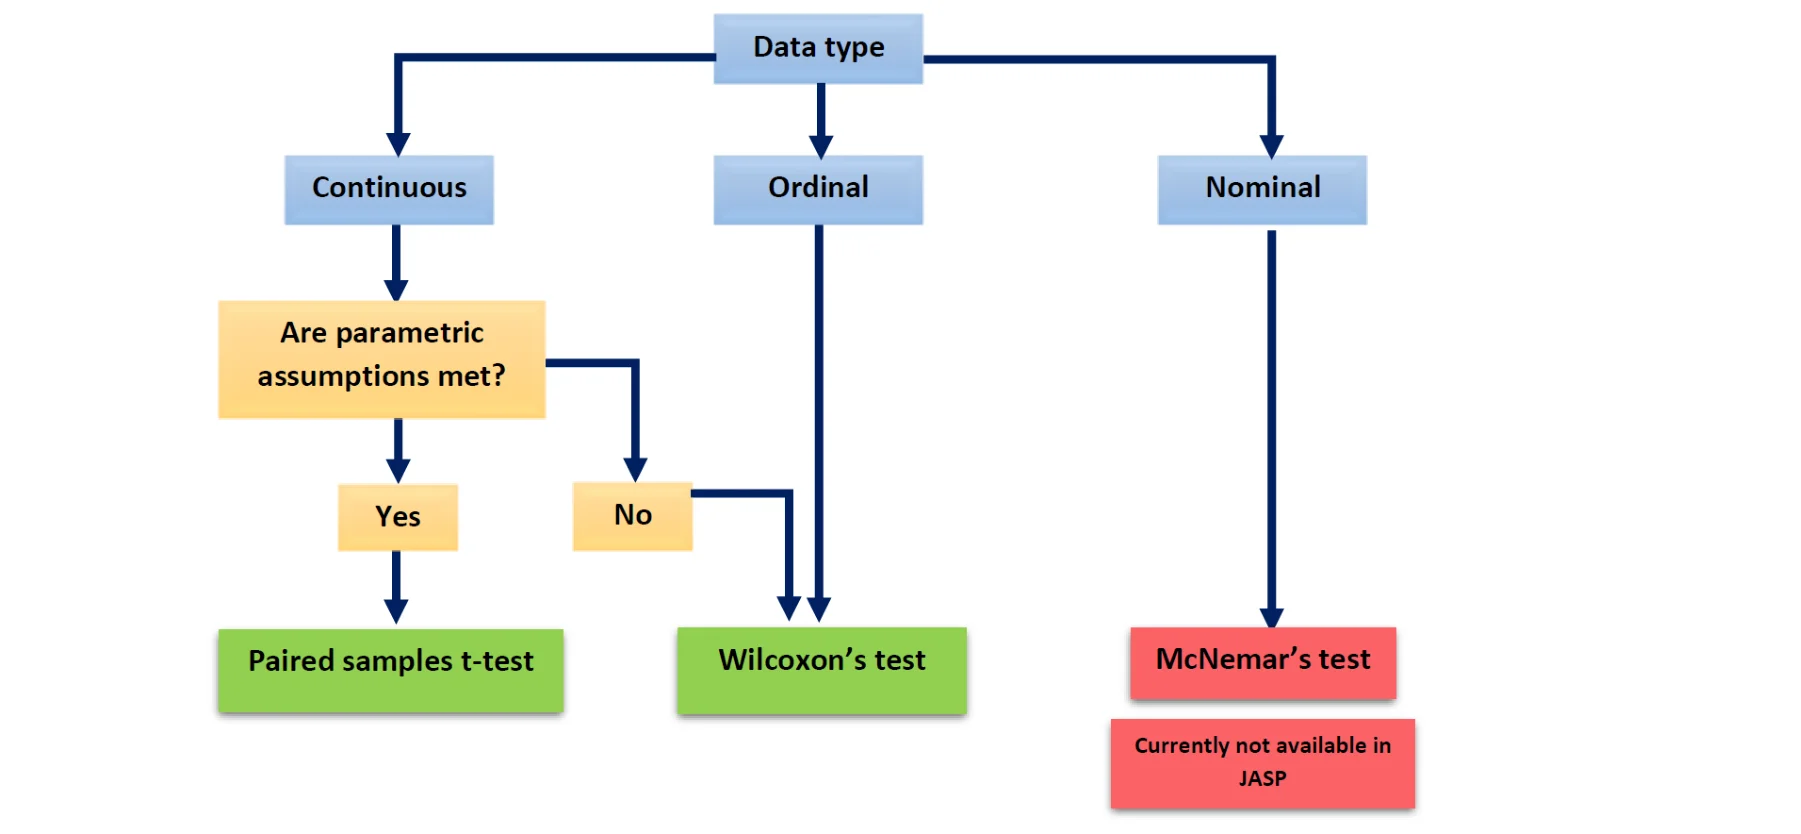 Data type
Continuous
Ordinal
Nominal
Are parametric
assumptions met?
Yes
No
Paired samples t-test
Wilcoxon’s test
McNemar’s test
Currently not available in
JASP